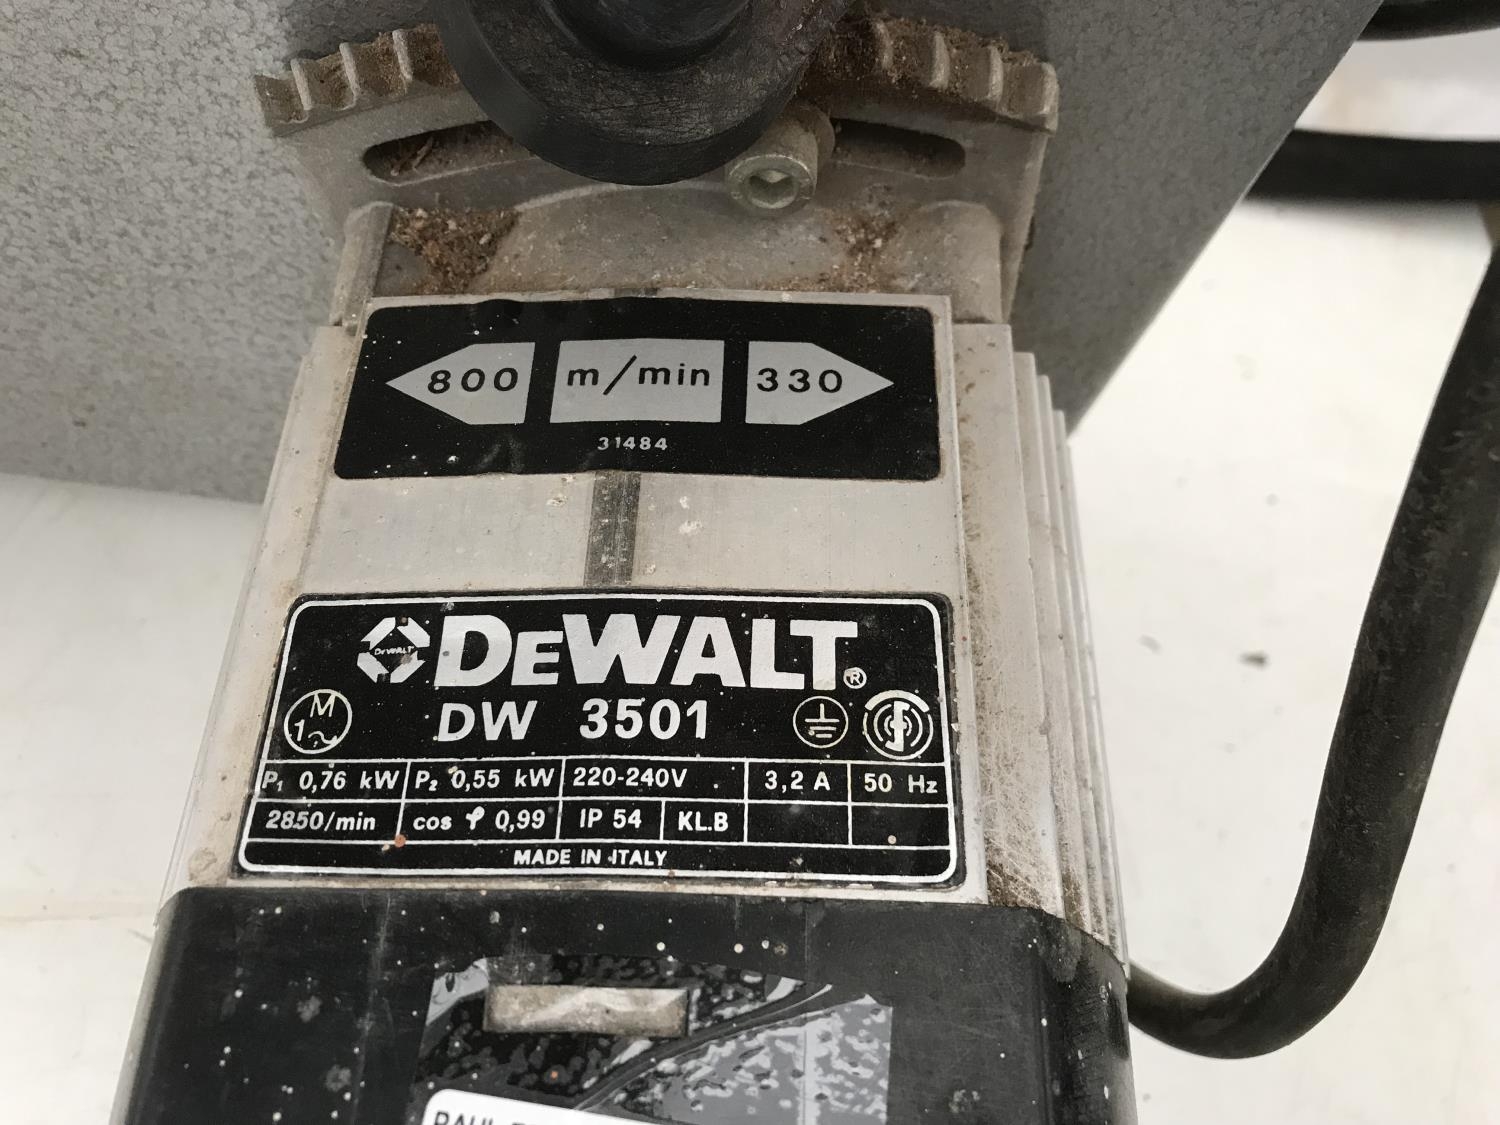 800 m/min 330
31484
DEWALT®
DW 3501
M
1~
P₁ 0,76 kW P₂ 0,55 kW 220-240V 3,2 A 50 Hz
2850/min cos φ 0,99 IP 54 KL.B
MADE IN ITALY